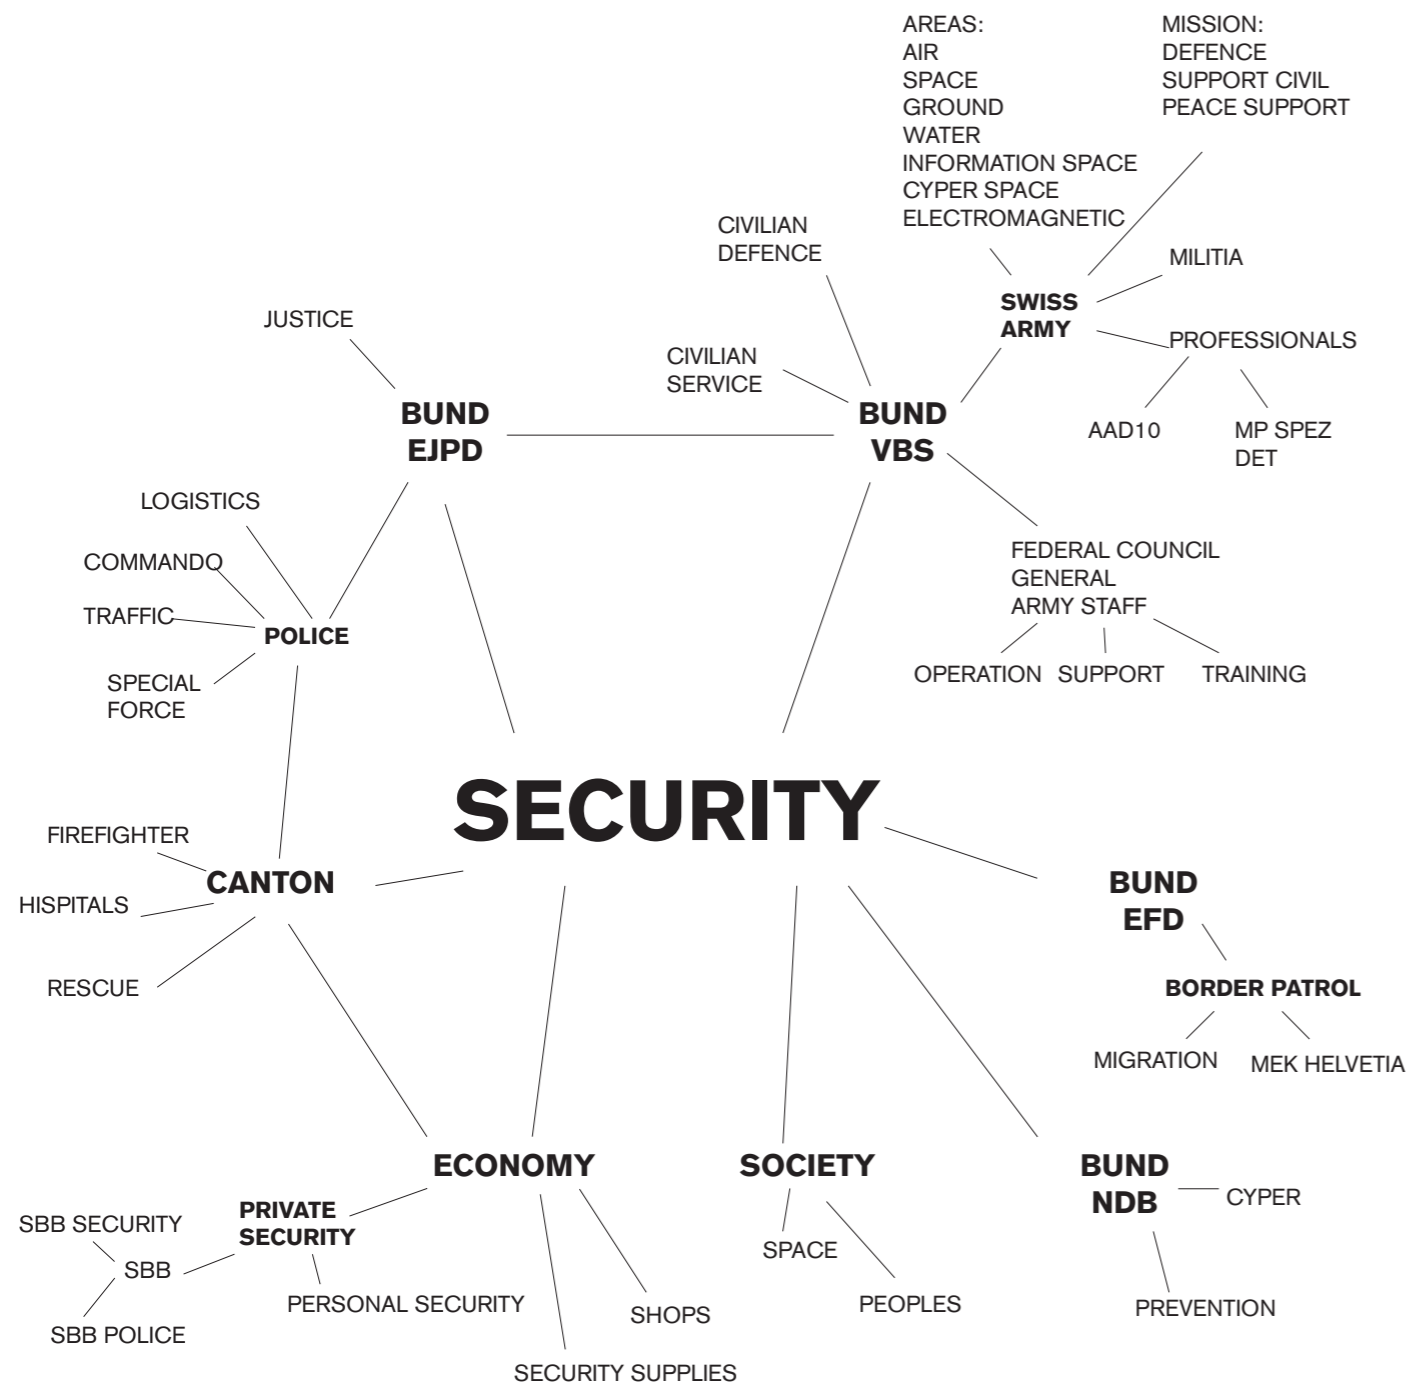 AREAS:
AIR
SPACE
GROUND
WATER
INFORMATION SPACE
CYPER SPACE
ELECTROMAGNETIC
MISSION:
DEFENCE
SUPPORT CIVIL
PEACE SUPPORT
CIVILIAN
DEFENCE
MILITIA
SWISS
ARMY
JUSTICE
PROFESSIONALS
CIVILIAN
SERVICE
BUND
EJPD
BUND
VBS
AAD10
MP SPEZ
DET
LOGISTICS
COMMANDO
TRAFFIC
POLICE
SPECIAL
FORCE
FEDERAL COUNCIL
GENERAL
ARMY STAFF
OPERATION
SUPPORT
TRAINING
SECURITY
FIREFIGHTER
CANTON
HISPITALS
RESCUE
BUND
EFD
BORDER PATROL
MIGRATION
MEK HELVETIA
ECONOMY
SOCIETY
BUND
NDB
CYPER
PRIVATE
SECURITY
SBB SECURITY
SBB
SBB POLICE
PERSONAL SECURITY
SHOPS
SECURITY SUPPLIES
SPACE
PEOPLES
PREVENTION